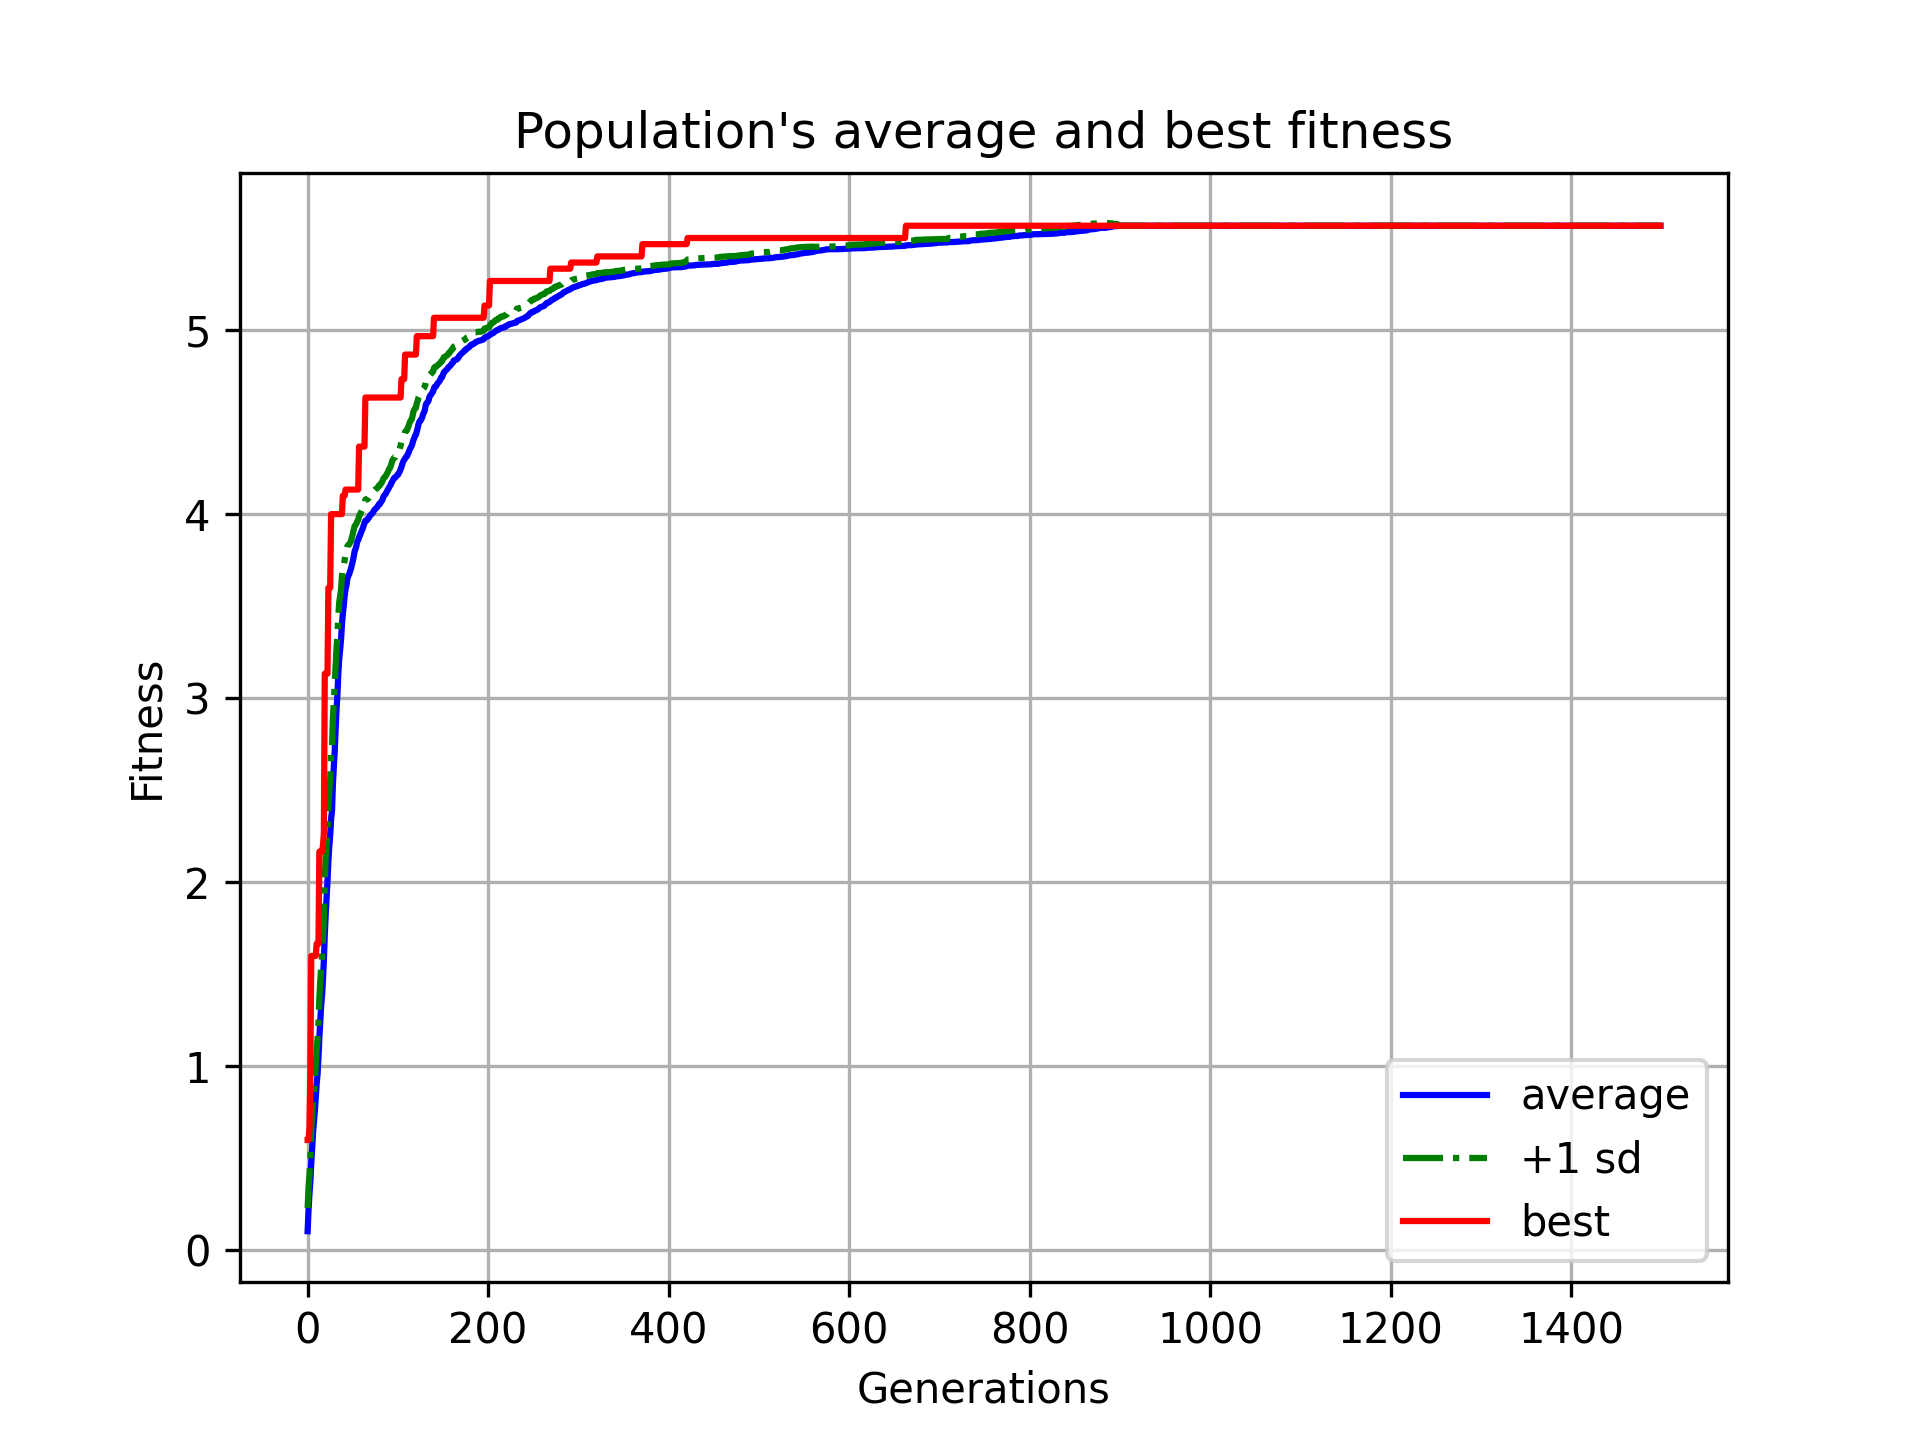 Population's average and best fitness
Fitness
5
4
3
2
1
0
average
+1 sd
best
0 200 400 600 800 1000 1200 1400
Generations